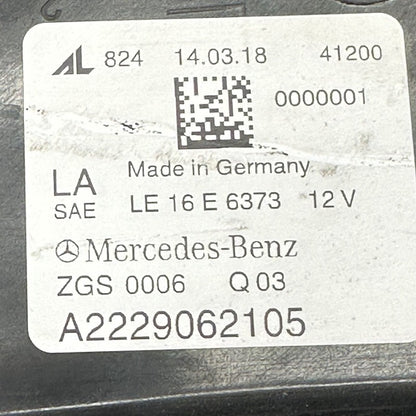 AL 824 14.03.18 41200
0000001
Made in Germany
LA
SAE LE 16 E 6373 12 V
Mercedes-Benz
ZGS 0006 Q 03
A2229062105